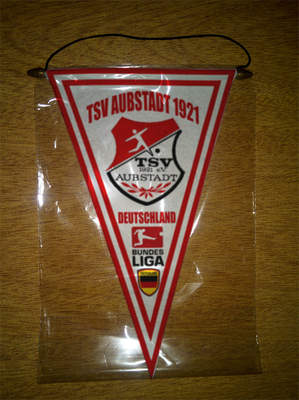 TSV AUBSTADT 1921
TSV
1921 e.V.
AUBSTADT
DEUTSCHLAND
BUNDES
LIGA